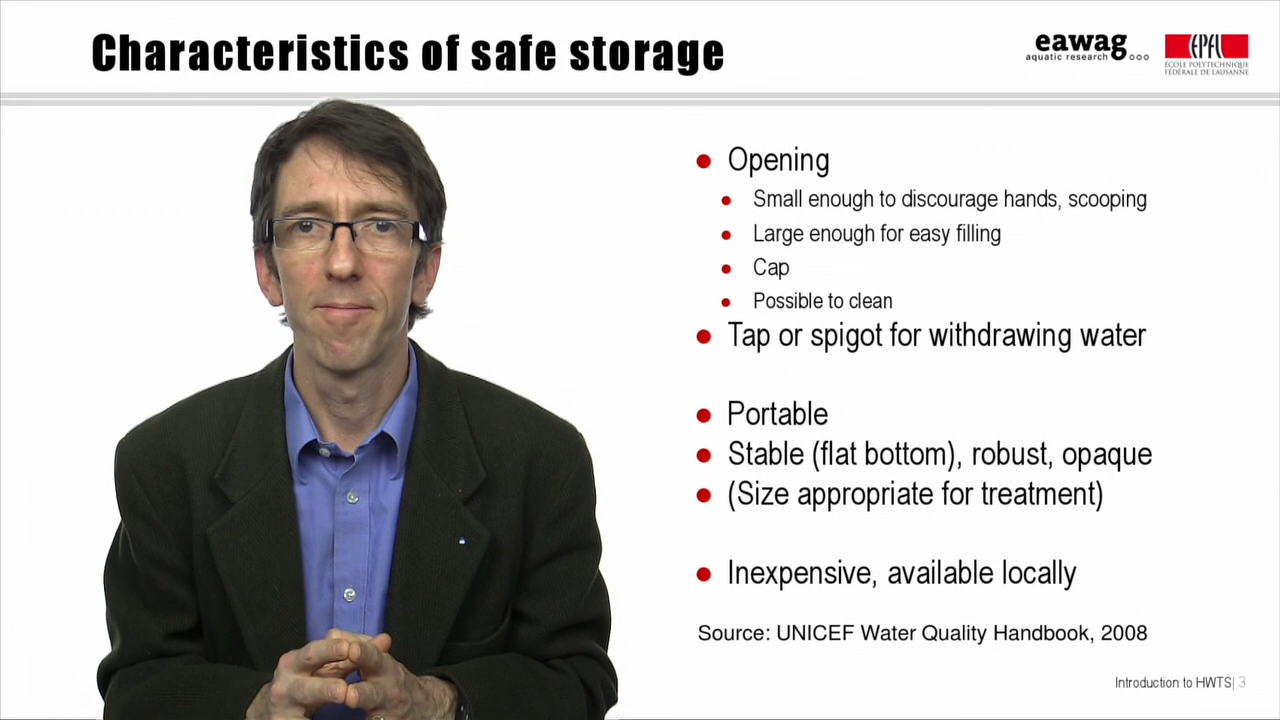 Characteristics of safe storage
eawag
aquatic research
EPFL
ÉCOLE POLYTECHNIQUE
FÉDÉRALE DE LAUSANNE
Opening
Small enough to discourage hands, scooping
Large enough for easy filling
Cap
Possible to clean
Tap or spigot for withdrawing water
Portable
Stable (flat bottom), robust, opaque
(Size appropriate for treatment)
Inexpensive, available locally
Source: UNICEF Water Quality Handbook, 2008
Introduction to HWTS| 3